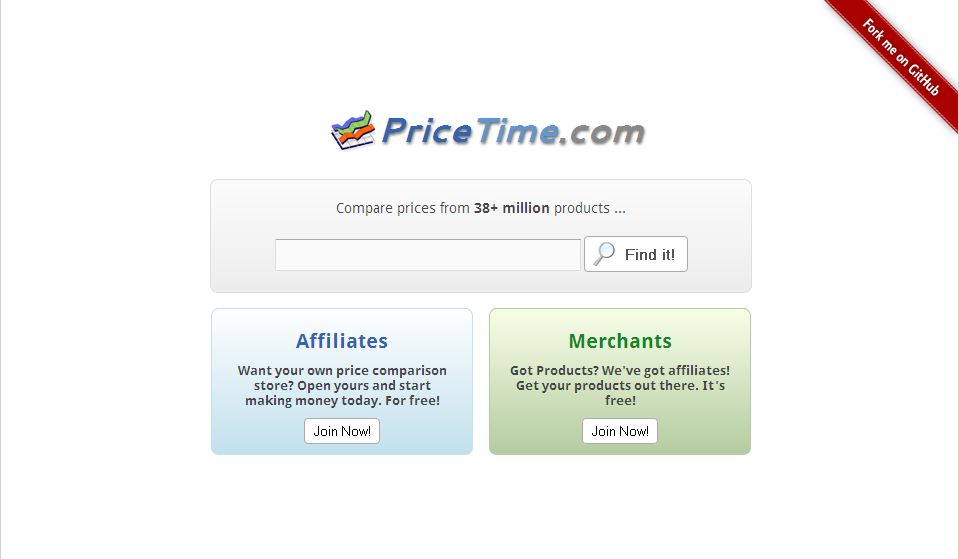 Fork me on GitHub
PriceTime.com
Compare prices from 38+ million products ...
Find it!
Affiliates
Want your own price comparison
store? Open yours and start
making money today. For free!
Join Now!
Merchants
Got Products? We've got affiliates!
Get your products out there. It's
free!
Join Now!